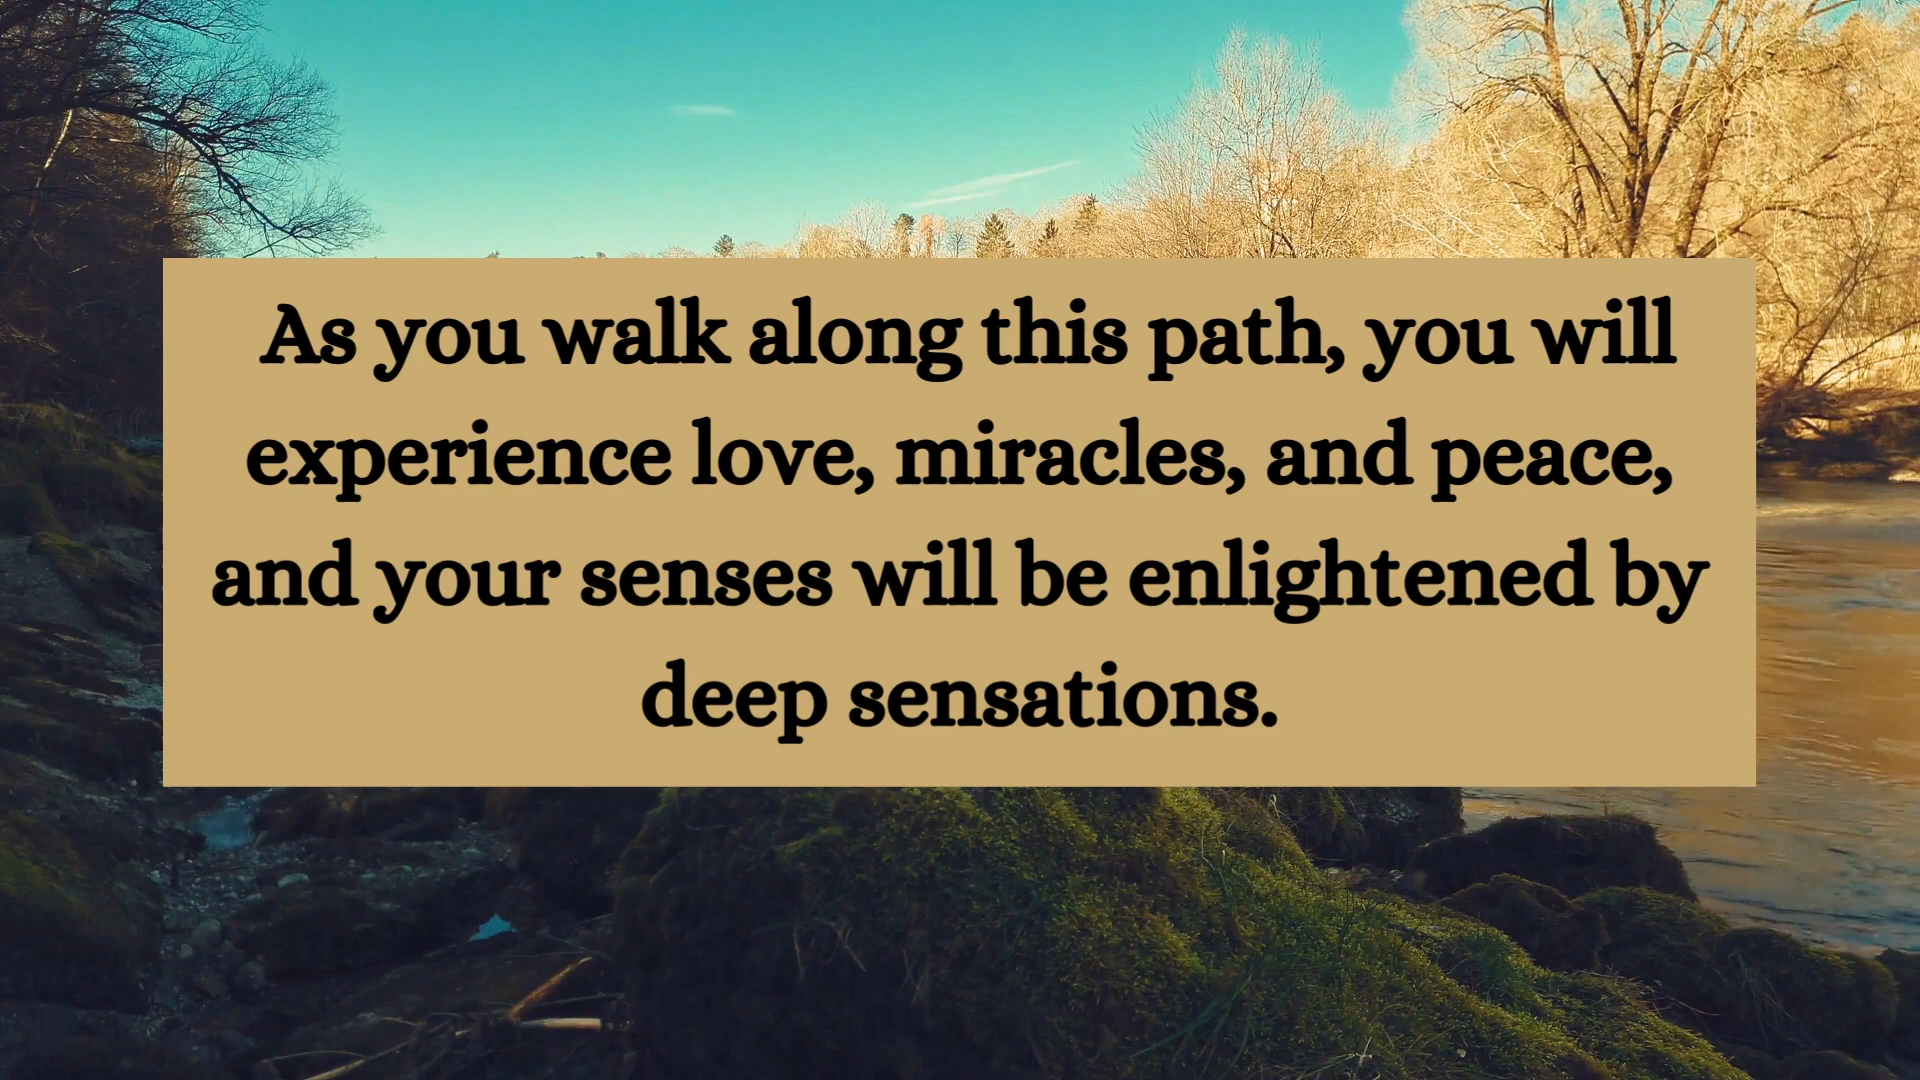 As you walk along this path, you will
experience love, miracles, and peace,
and your senses will be enlightened by
deep sensations.